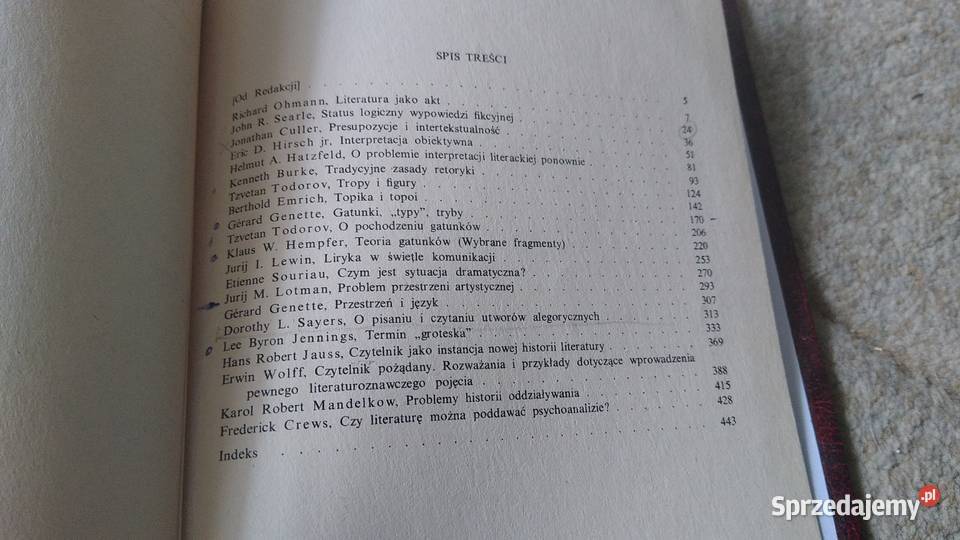 SPIS TREŚCI
[Od Redakcji] . . . 5
Richard Ohmann, Literatura jako akt . . . 7
John R. Searle, Status logiczny wypowiedzi fikcyjnej . . . 24
Jonathan Culler, Presupozycje i intertekstualność . . . 36
Eric D. Hirsch jr, Interpretacja obiektywna . . . 51
Helmut A. Hatzfeld, O problemie interpretacji literackiej ponownie . . . 81
Kenneth Burke, Tradycyjne zasady retoryki . . . 93
Tzvetan Todorov, Tropy i figury . . . 124
Berthold Emrich, Topika i topoi . . . 142
Gérard Genette, Gatunki, „typy”, tryby . . . 170
Tzvetan Todorov, O pochodzeniu gatunków . . . 206
Klaus W. Hempfer, Teoria gatunków (Wybrane fragmenty) . . . 220
Jurij I. Lewin, Liryka w świetle komunikacji . . . 253
Etienne Souriau, Czym jest sytuacja dramatyczna? . . . 270
Jurij M. Lotman, Problem przestrzeni artystycznej . . . 293
Gérard Genette, Przestrzeń i język . . . 307
Dorothy L. Sayers, O pisaniu i czytaniu utworów alegorycznych . . . 313
Lee Byron Jennings, Termin „groteska” . . . 333
Hans Robert Jauss, Czytelnik jako instancja nowej historii literatury . . . 369
Erwin Wolff, Czytelnik pożądany. Rozważania i przykłady dotyczące wprowadzenia
pewnego literaturoznawczego pojęcia . . . 388
Karol Robert Mandelkow, Problemy historii oddziaływania . . . 415
Frederick Crews, Czy literaturę można poddawać psychoanalizie? . . . 428
Indeks . . . 443
Sprzedajemy.pl